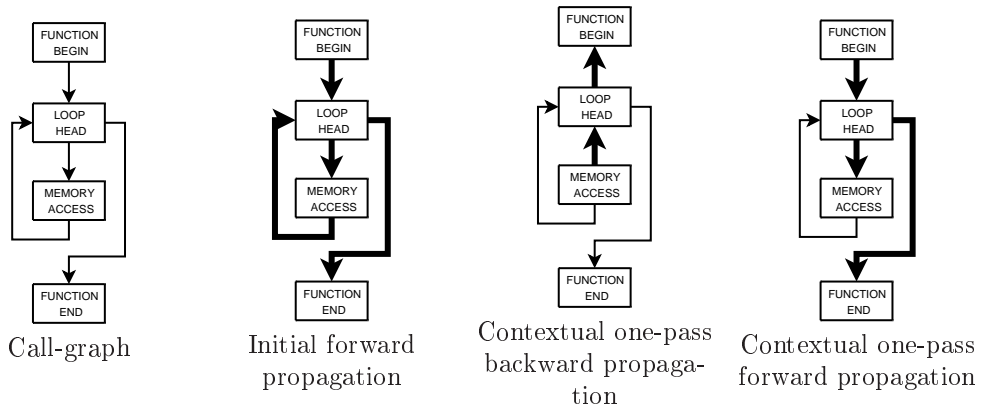 FUNCTION
BEGIN
LOOP
HEAD
MEMORY
ACCESS
FUNCTION
END
Call-graph
FUNCTION
BEGIN
LOOP
HEAD
MEMORY
ACCESS
FUNCTION
END
Initial forward
propagation
FUNCTION
BEGIN
LOOP
HEAD
MEMORY
ACCESS
FUNCTION
END
Contextual one-pass
backward propaga-
tion
FUNCTION
BEGIN
LOOP
HEAD
MEMORY
ACCESS
FUNCTION
END
Contextual one-pass
forward propagation